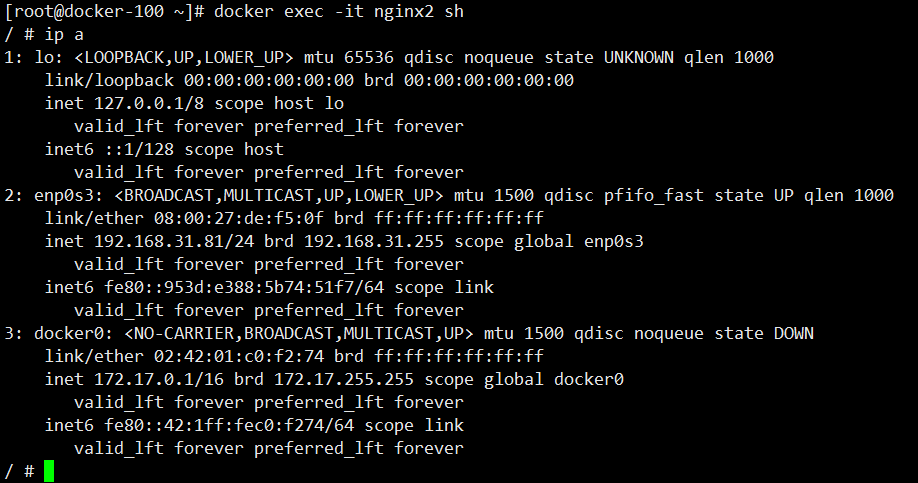 [root@docker-100 ~]# docker exec -it nginx2 sh
/ # ip a
1: lo: <LOOPBACK,UP,LOWER_UP> mtu 65536 qdisc noqueue state UNKNOWN qlen 1000
    link/loopback 00:00:00:00:00:00 brd 00:00:00:00:00:00
    inet 127.0.0.1/8 scope host lo
       valid_lft forever preferred_lft forever
    inet6 ::1/128 scope host
       valid_lft forever preferred_lft forever
2: enp0s3: <BROADCAST,MULTICAST,UP,LOWER_UP> mtu 1500 qdisc pfifo_fast state UP qlen 1000
    link/ether 08:00:27:de:f5:0f brd ff:ff:ff:ff:ff:ff
    inet 192.168.31.81/24 brd 192.168.31.255 scope global enp0s3
       valid_lft forever preferred_lft forever
    inet6 fe80::953d:e388:5b74:51f7/64 scope link
       valid_lft forever preferred_lft forever
3: docker0: <NO-CARRIER,BROADCAST,MULTICAST,UP> mtu 1500 qdisc noqueue state DOWN
    link/ether 02:42:01:c0:f2:74 brd ff:ff:ff:ff:ff:ff
    inet 172.17.0.1/16 brd 172.17.255.255 scope global docker0
       valid_lft forever preferred_lft forever
    inet6 fe80::42:1ff:fec0:f274/64 scope link
       valid_lft forever preferred_lft forever
/ #